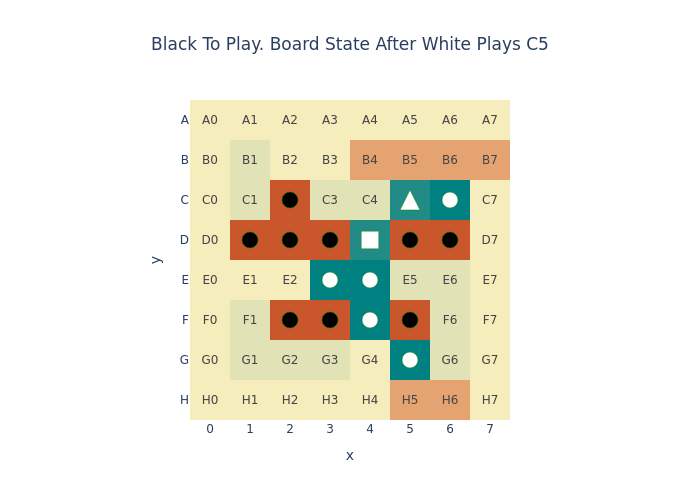 Black To Play. Board State After White Plays C5
A A0 A1 A2 A3 A4 A5 A6 A7
B B0 B1 B2 B3 B4 B5 B6 B7
C C0 C1 C3 C4 C7
D D0 D7
y
E E0 E1 E2 E5 E6 E7
F F0 F1 F6 F7
G G0 G1 G2 G3 G4 G6 G7
H H0 H1 H2 H3 H4 H5 H6 H7
0 1 2 3 4 5 6 7
x